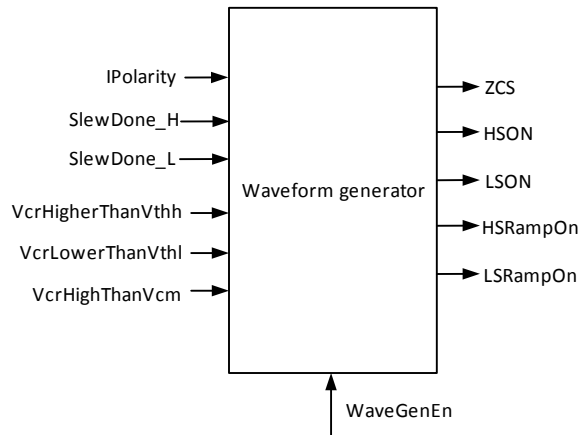 IPolarity
SlewDone_H
SlewDone_L
VcrHigherThanVthh
VcrLowerThanVthl
VcrHighThanVcm
Waveform generator
ZCS
HSON
LSON
HSRampOn
LSRampOn
WaveGenEn